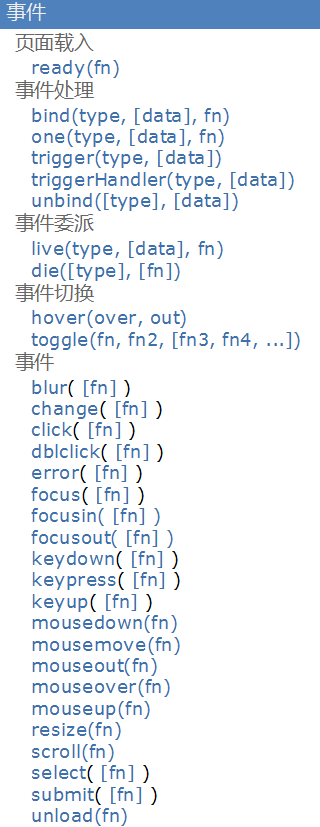 事件
页面载入
ready(fn)
事件处理
bind(type, [data], fn)
one(type, [data], fn)
trigger(type, [data])
triggerHandler(type, [data])
unbind([type], [data])
事件委派
live(type, [data], fn)
die([type], [fn])
事件切换
hover(over, out)
toggle(fn, fn2, [fn3, fn4, ...])
事件
blur( [fn] )
change( [fn] )
click( [fn] )
dblclick( [fn] )
error( [fn] )
focus( [fn] )
focusin( [fn] )
focusout( [fn] )
keydown( [fn] )
keypress( [fn] )
keyup( [fn] )
mousedown(fn)
mousemove(fn)
mouseout(fn)
mouseover(fn)
mouseup(fn)
resize(fn)
scroll(fn)
select( [fn] )
submit( [fn] )
unload(fn)